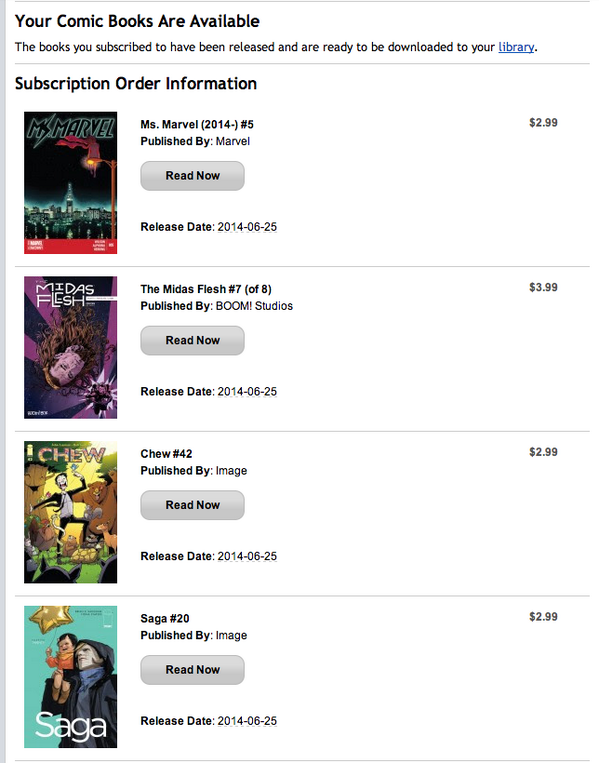 Your Comic Books Are Available
The books you subscribed to have been released and are ready to be downloaded to your library.
Subscription Order Information
MS. MARVEL
Ms. Marvel (2014-) #5
$2.99
Published By: Marvel
Read Now
Release Date: 2014-06-25
MIDAS
FLESH
The Midas Flesh #7 (of 8)
$3.99
Published By: BOOM! Studios
Read Now
Release Date: 2014-06-25
CHEW
Chew #42
$2.99
Published By: Image
Read Now
Release Date: 2014-06-25
Saga
Saga #20
$2.99
Published By: Image
Read Now
Release Date: 2014-06-25